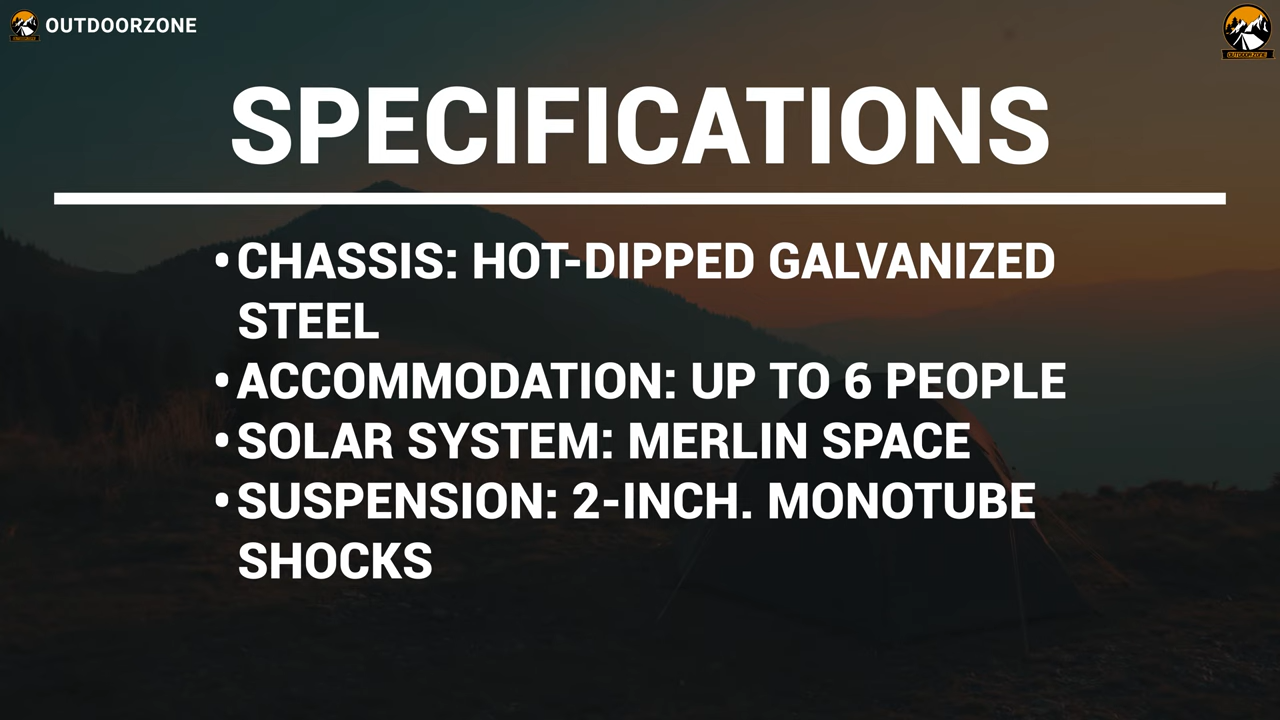 OUTDOORZONE
OUTDOORZONE
SPECIFICATIONS
• CHASSIS: HOT-DIPPED GALVANIZED
STEEL
• ACCOMMODATION: UP TO 6 PEOPLE
• SOLAR SYSTEM: MERLIN SPACE
• SUSPENSION: 2-INCH. MONOTUBE
SHOCKS